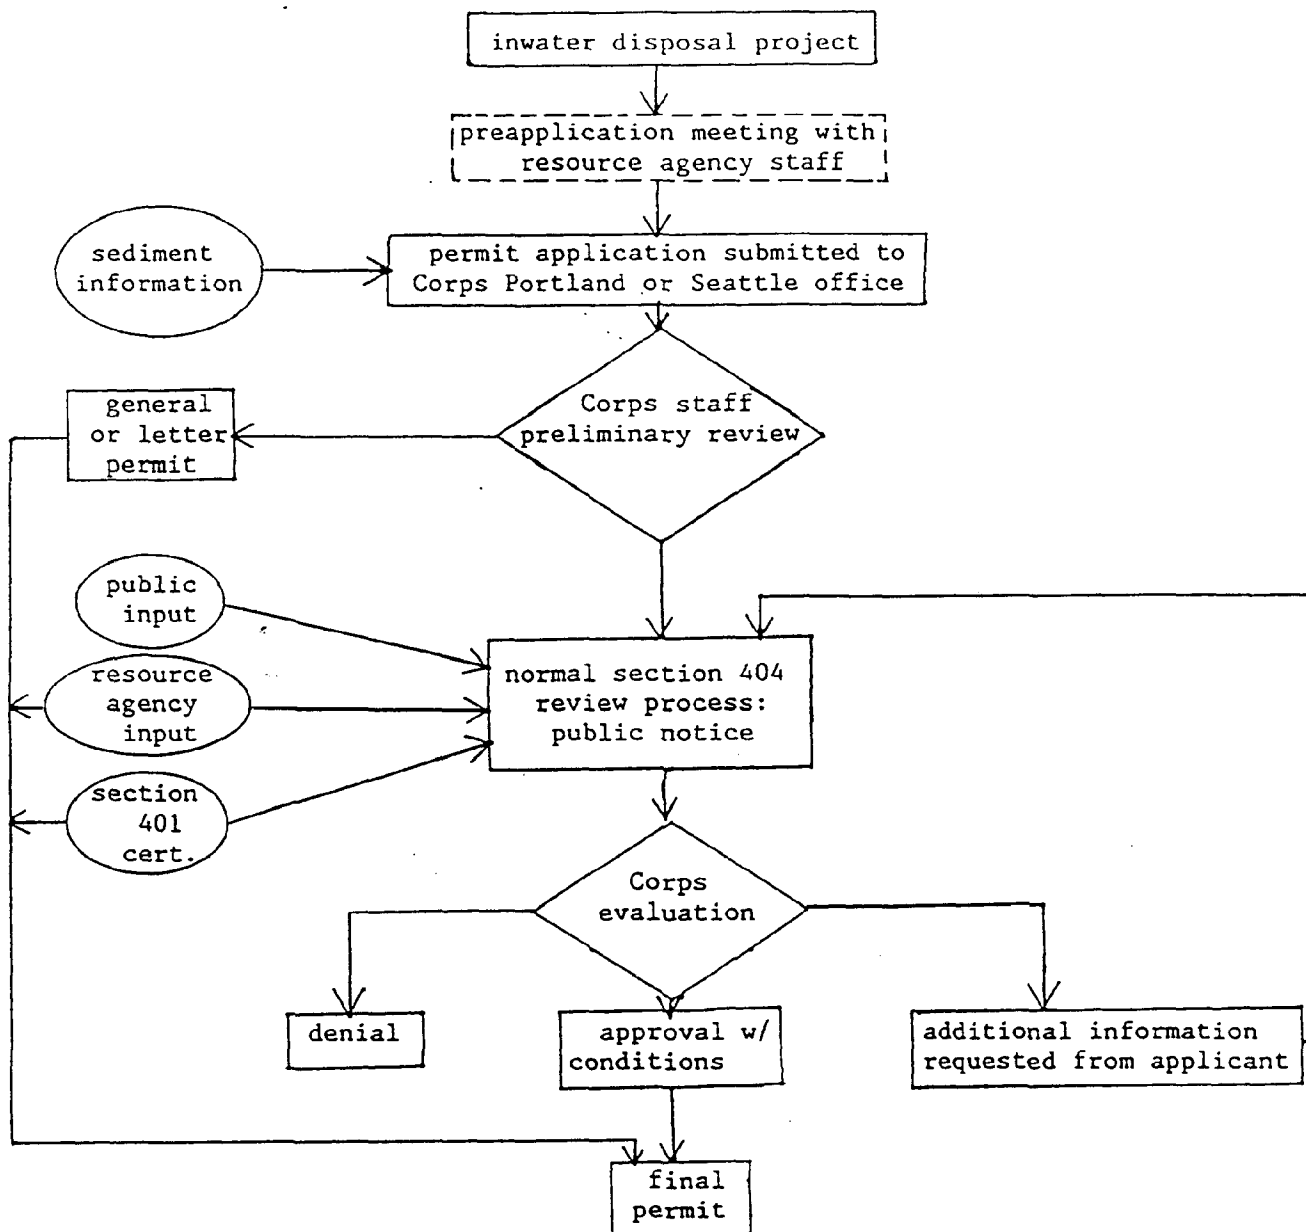 inwater disposal project
preapplication meeting with
resource agency staff
sediment
information
permit application submitted to
Corps Portland or Seattle office
Corps staff
preliminary review
general
or letter
permit
public
input
resource
agency
input
section
401
cert.
normal section 404
review process:
public notice
Corps
evaluation
denial
approval w/
conditions
additional information
requested from applicant
final
permit